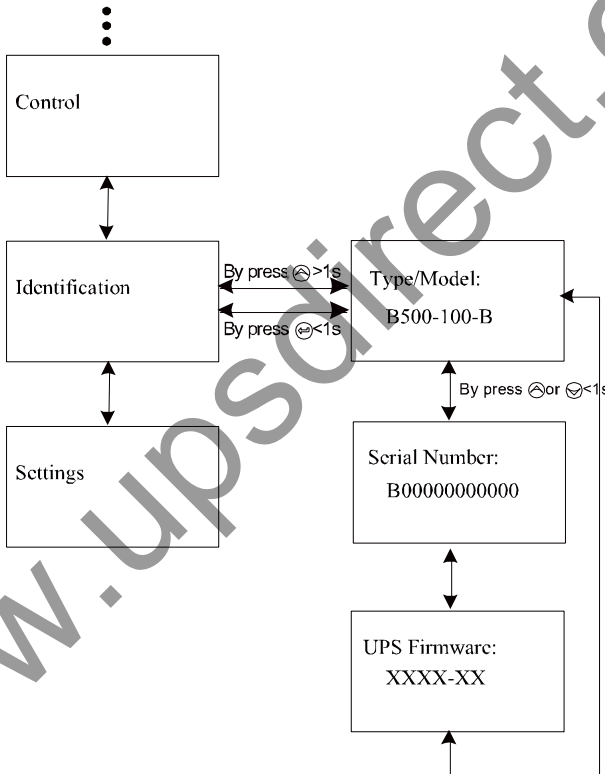 Control
Identification
By press >1s
By press <1s
Type/Model:
B500-100-B
By press or <1s
Settings
Serial Number:
B00000000000
UPS Firmware:
XXXX-XX
w.upsdirect.